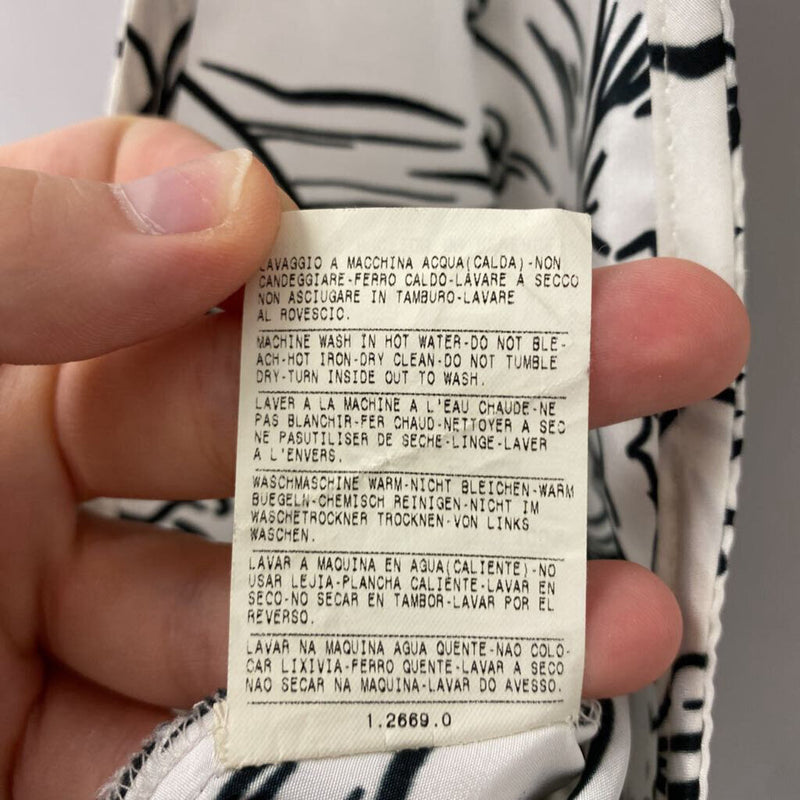 LAVAGGIO A MACCHINA ACQUA(CALDA)-NON
CANDEGGIARE-FERRO CALDO-LAVARE A SECCO
NON ASCIUGARE IN TAMBURO-LAVARE
AL ROVESCIO.
MACHINE WASH IN HOT WATER-DO NOT BLE-
ACH-HOT IRON-DRY CLEAN-DO NOT TUMBLE
DRY-TURN INSIDE OUT TO WASH.
LAVER A LA MACHINE A L'EAU CHAUDE-NE
PAS BLANCHIR-FER CHAUD-NETTOYER A SEC
NE PASUTILISER DE SECHE-LINGE-LAVER
A L'ENVERS.
WASCHMASCHINE WARM-NICHT BLEICHEN-WARM
BUEGELN-CHEMISCH REINIGEN-NICHT IM
WASCHETROCKNER TROCKNEN-VON LINKS
WASCHEN.
LAVAR A MAQUINA EN AGUA(CALIENTE)-NO
USAR LEJIA-PLANCHA CALIENTE-LAVAR EN
SECO-NO SECAR EN TAMBOR-LAVAR POR EL
REVERSO.
LAVAR NA MAQUINA AGUA QUENTE-NAO COLO-
CAR LIXIVIA-FERRO QUENTE-LAVAR A SECO
NAO SECAR NA MAQUINA-LAVAR DO AVESSO.
1.2669.0